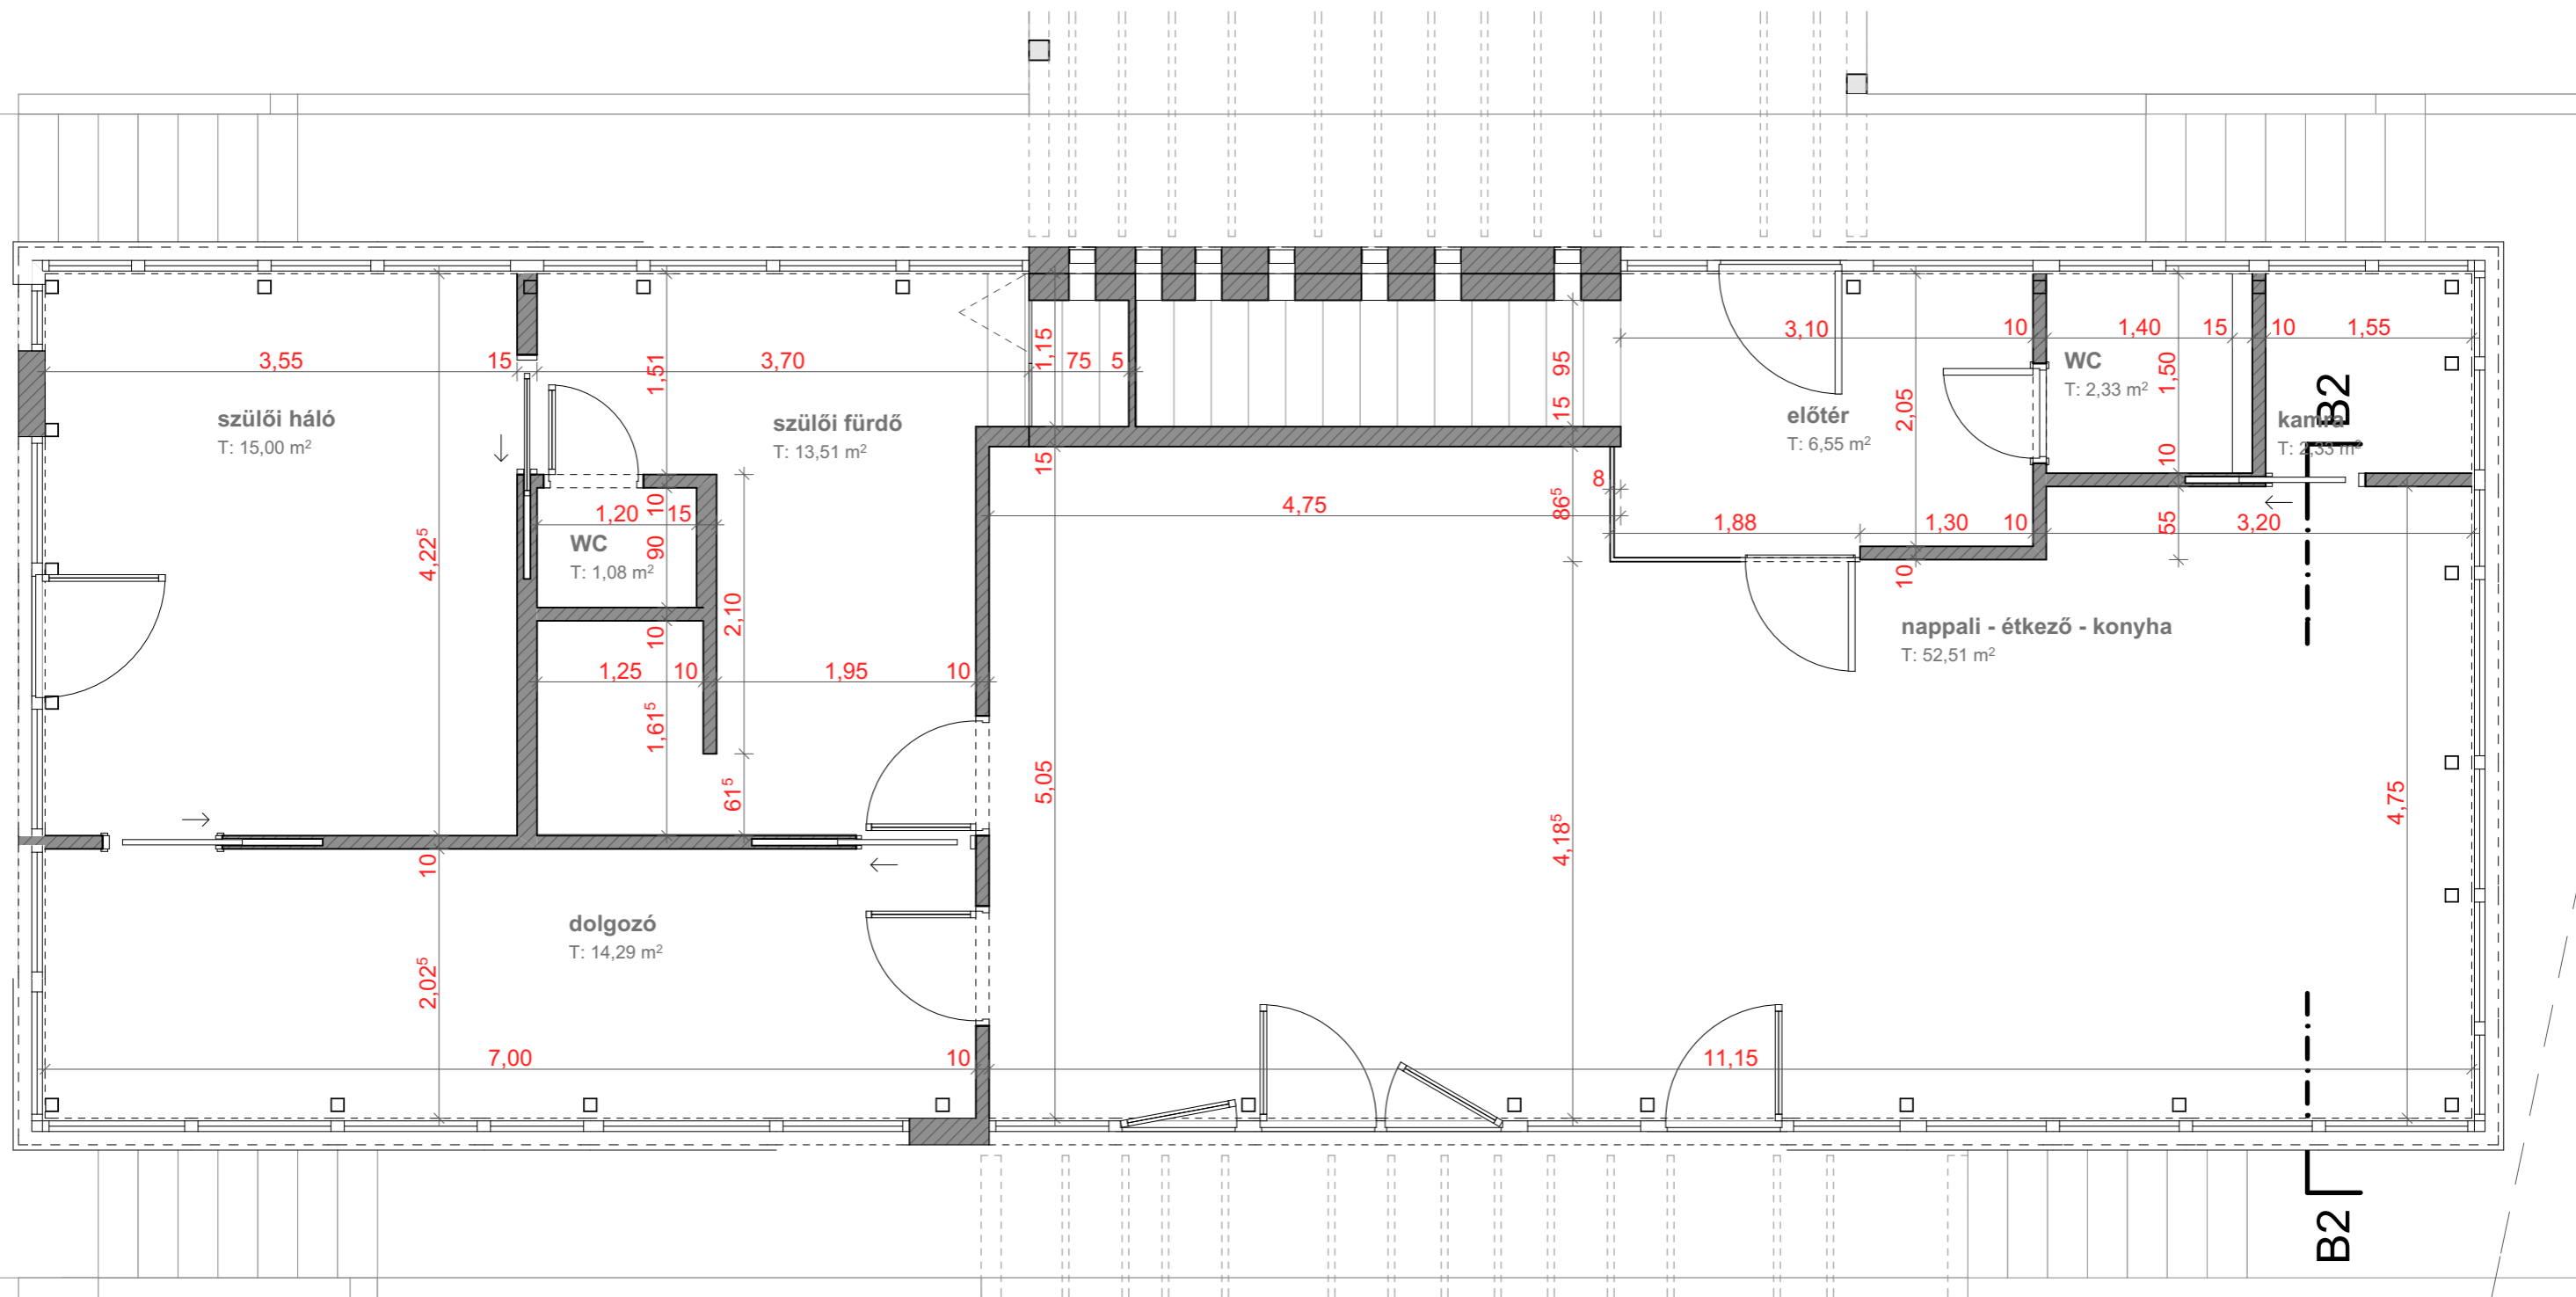 1,15
3,10
10
1,40
15
10
1,55
3,55
15
1,51
3,70
75
5
95
15
2,05
WC
T: 2,33 m²
1,50
B2
szülői háló
T: 15,00 m²
szülői fürdő
T: 13,51 m²
előtér
T: 6,55 m²
kamra
T: 2,33 m²
15
10
8
86⁵
4,75
10
1,20
15
1,88
1,30
10
55
3,20
4,22⁵
WC
T: 1,08 m²
90
2,10
10
10
nappali - étkező - konyha
T: 52,51 m²
1,25
10
1,95
10
1,61⁵
61⁵
5,05
4,18⁵
4,75
10
dolgozó
T: 14,29 m²
2,02⁵
7,00
10
11,15
B2